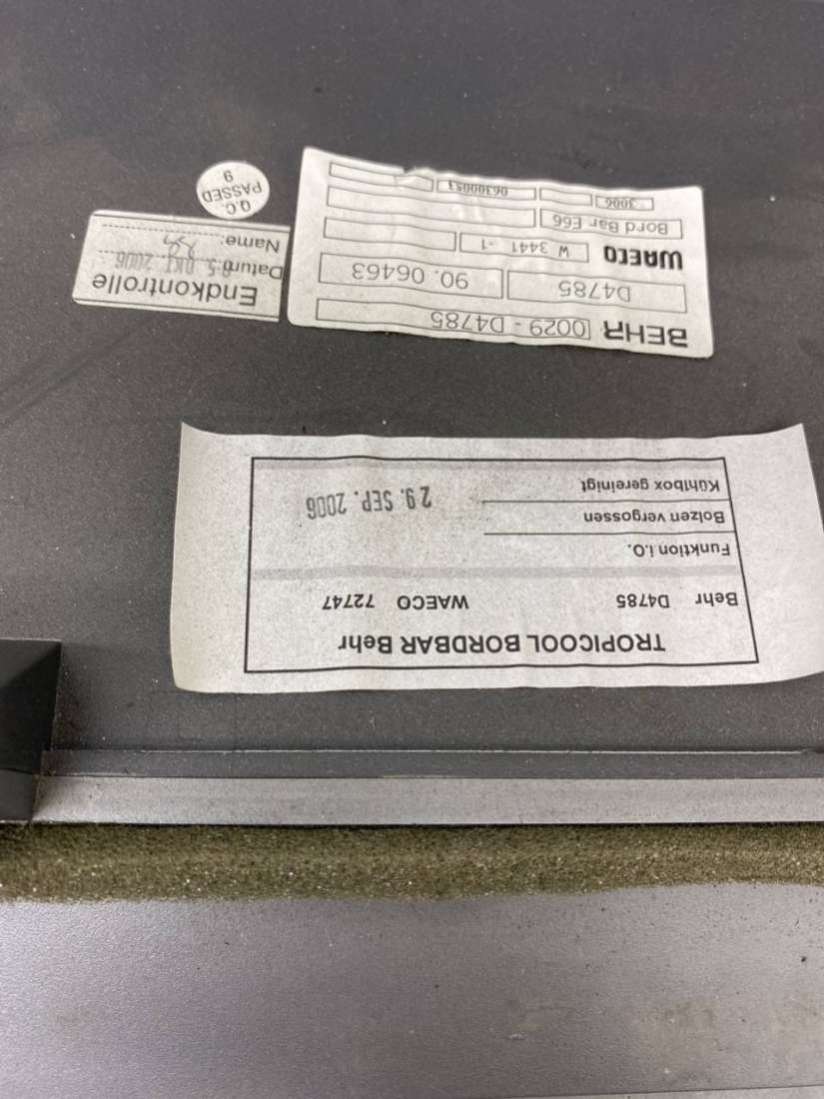 TROPICOOL BORDBAR Behr
Behr D4785 WAECO 72747
Funktion i.O.
Bolzen vergossen
Kühlbox gereinigt 29. SEP. 2006
BEHR 0029 - D4785
D4785 90. 06463
WAECO W 3441 -1
Bord Bar E66
3006 06300053
Endkontrolle
Datum: 5. OKT. 2006
Name:
Q.C.
PASSED
9